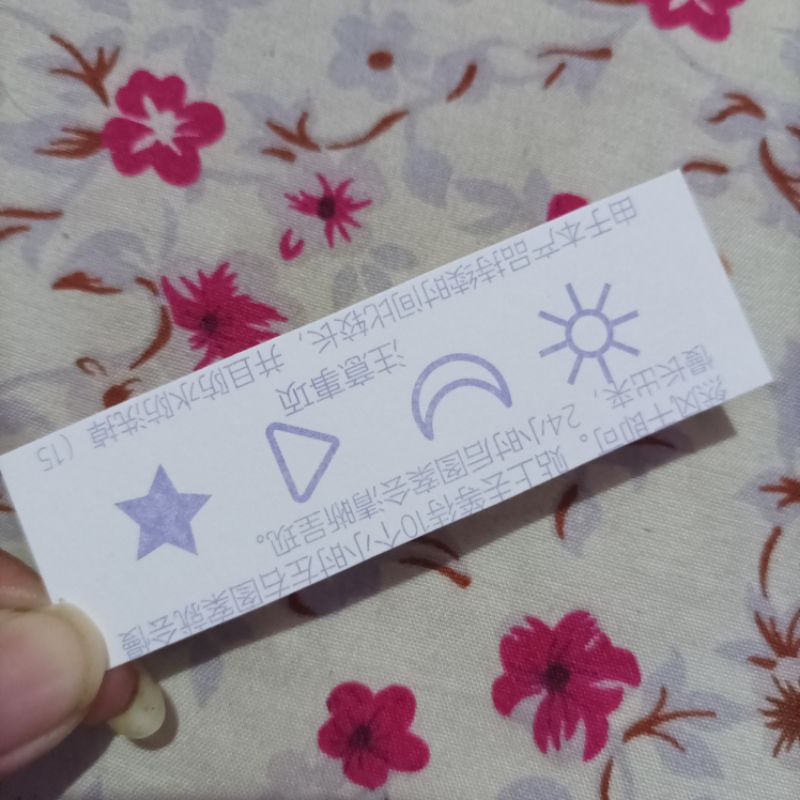 然风干即可。贴上去等待10个小时左右图案就会慢
慢长出来，24小时后图案会清晰呈现。
注意事项
由于本产品持续时间比较长，并且防水防洗掉（15